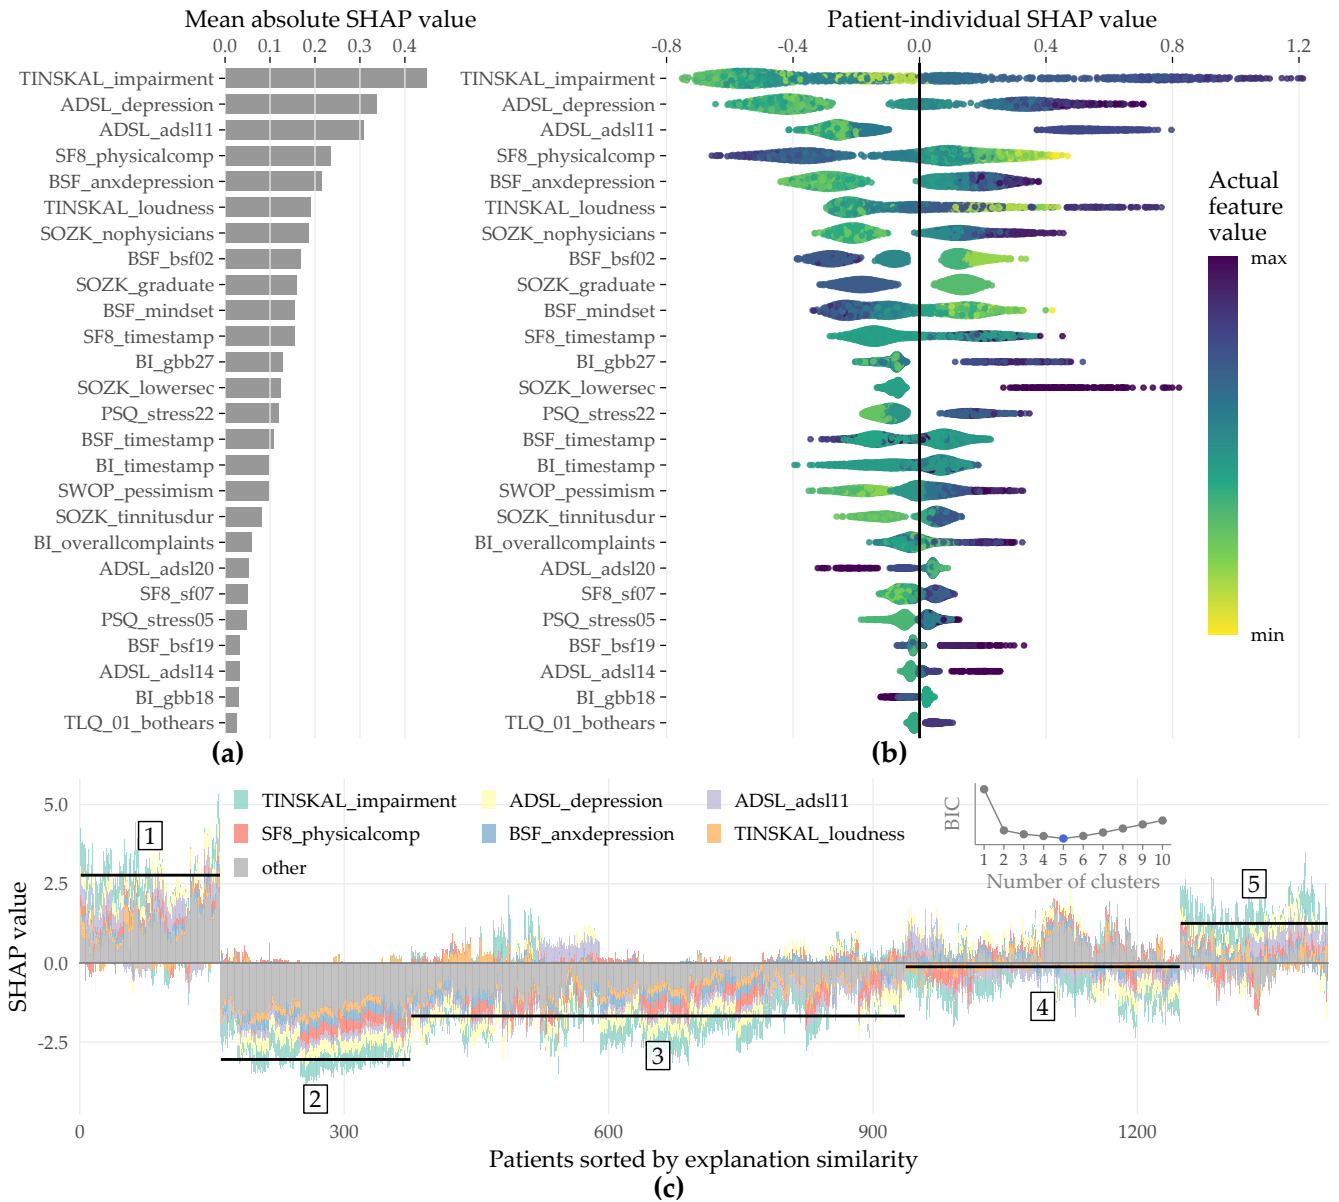 Mean absolute SHAP value
0.0 0.1 0.2 0.3 0.4
TINSKAL_impairment
ADSL_depression
ADSL_adsl11
SF8_physicalcomp
BSF_anxdepression
TINSKAL_loudness
SOZK_nophysicians
BSF_bsf02
SOZK_graduate
BSF_mindset
SF8_timestamp
BI_gbb27
SOZK_lowersec
PSQ_stress22
BSF_timestamp
BI_timestamp
SWOP_pessimism
SOZK_tinnitusdur
BI_overallcomplaints
ADSL_adsl20
SF8_sf07
PSQ_stress05
BSF_bsf19
ADSL_adsl14
BI_gbb18
TLQ_01_bothears
(a)
Patient-individual SHAP value
-0.8 -0.4 0.0 0.4 0.8 1.2
TINSKAL_impairment
ADSL_depression
ADSL_adsl11
SF8_physicalcomp
BSF_anxdepression
TINSKAL_loudness
SOZK_nophysicians
BSF_bsf02
SOZK_graduate
BSF_mindset
SF8_timestamp
BI_gbb27
SOZK_lowersec
PSQ_stress22
BSF_timestamp
BI_timestamp
SWOP_pessimism
SOZK_tinnitusdur
BI_overallcomplaints
ADSL_adsl20
SF8_sf07
PSQ_stress05
BSF_bsf19
ADSL_adsl14
BI_gbb18
TLQ_01_bothears
(b)
Actual
feature
value
max
min
SHAP value
5.0
2.5
0.0
-2.5
TINSKAL_impairment ADSL_depression ADSL_adsl11
SF8_physicalcomp BSF_anxdepression TINSKAL_loudness
other
BIC
1 2 3 4 5 6 7 8 9 10
Number of clusters
1
2
3
4
5
0 300 600 900 1200
Patients sorted by explanation similarity
(c)